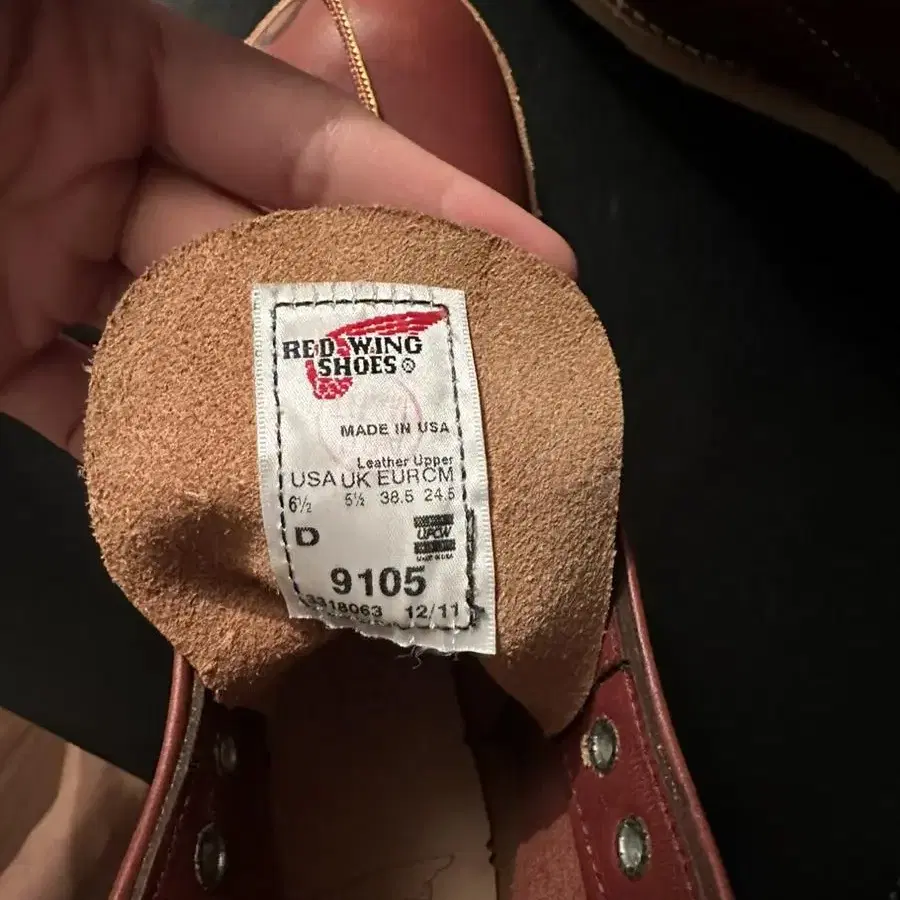 RED WING
SHOES ®
MADE IN USA
Leather Upper
USA UK EUR CM
6½ 5½ 38.5 24.5
D
UFCW
9105
3318063 12/11